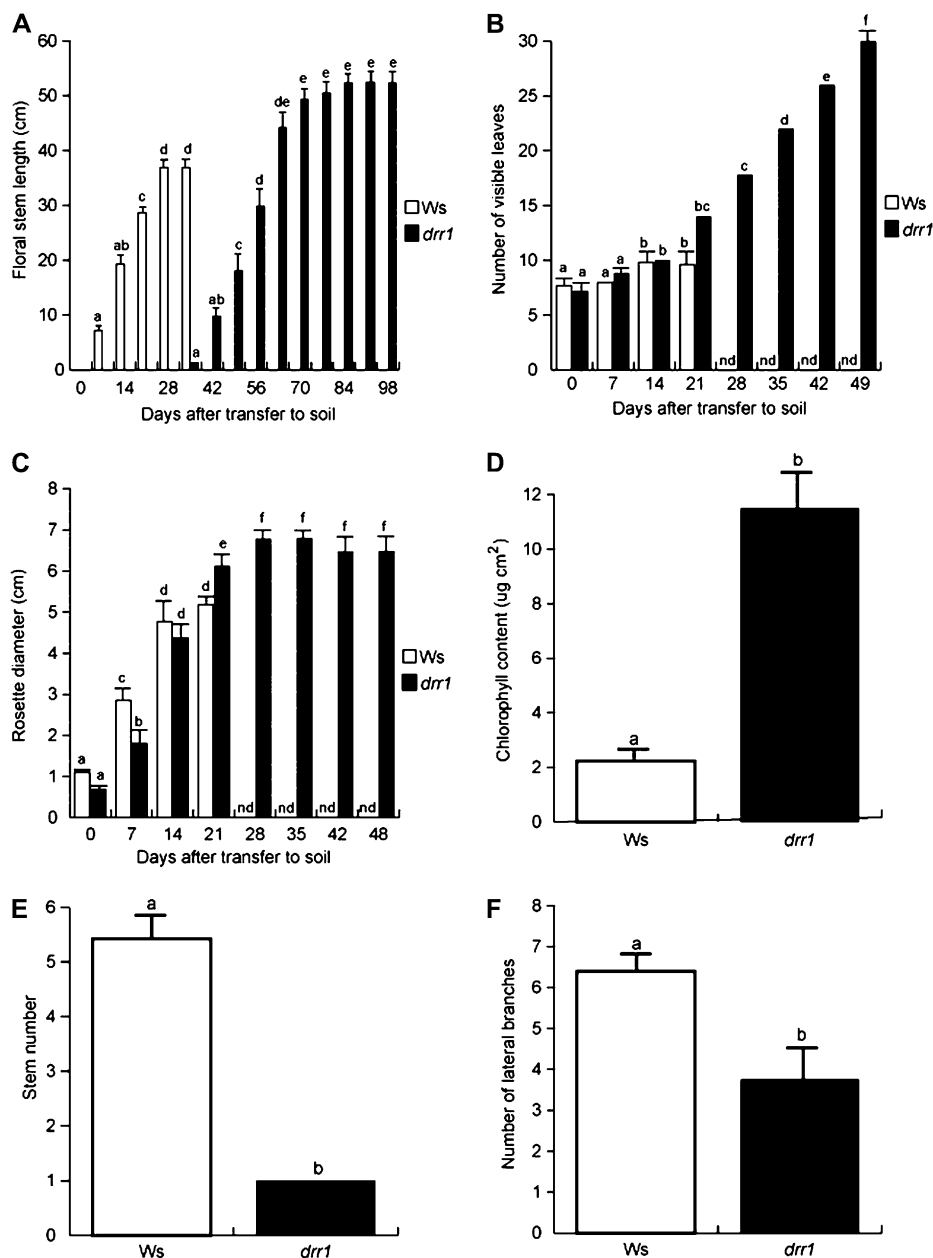 A
60
50
40
30
20
10
0
Floral stem length (cm)
a
ab
c
d
d
a
ab
c
d
de
e
e
e
e
e
0 14 28 42 56 70 84 98
Days after transfer to soil
Ws
drr1
B
30
25
20
15
10
5
0
Number of visible leaves
a
a
a
a
b
b
b
bc
c
d
e
f
nd
nd
nd
nd
0 7 14 21 28 35 42 49
Days after transfer to soil
Ws
drr1
C
8
7
6
5
4
3
2
1
0
Rosette diameter (cm)
a
a
c
b
d
d
d
e
f
f
f
f
nd
nd
nd
nd
0 7 14 21 28 35 42 48
Days after transfer to soil
Ws
drr1
D
12
10
8
6
4
2
0
Chlorophyll content (ug cm²)
a
b
Ws drr1
E
6
5
4
3
2
1
0
Stem number
a
b
Ws drr1
F
8
7
6
5
4
3
2
1
0
Number of lateral branches
a
b
Ws drr1